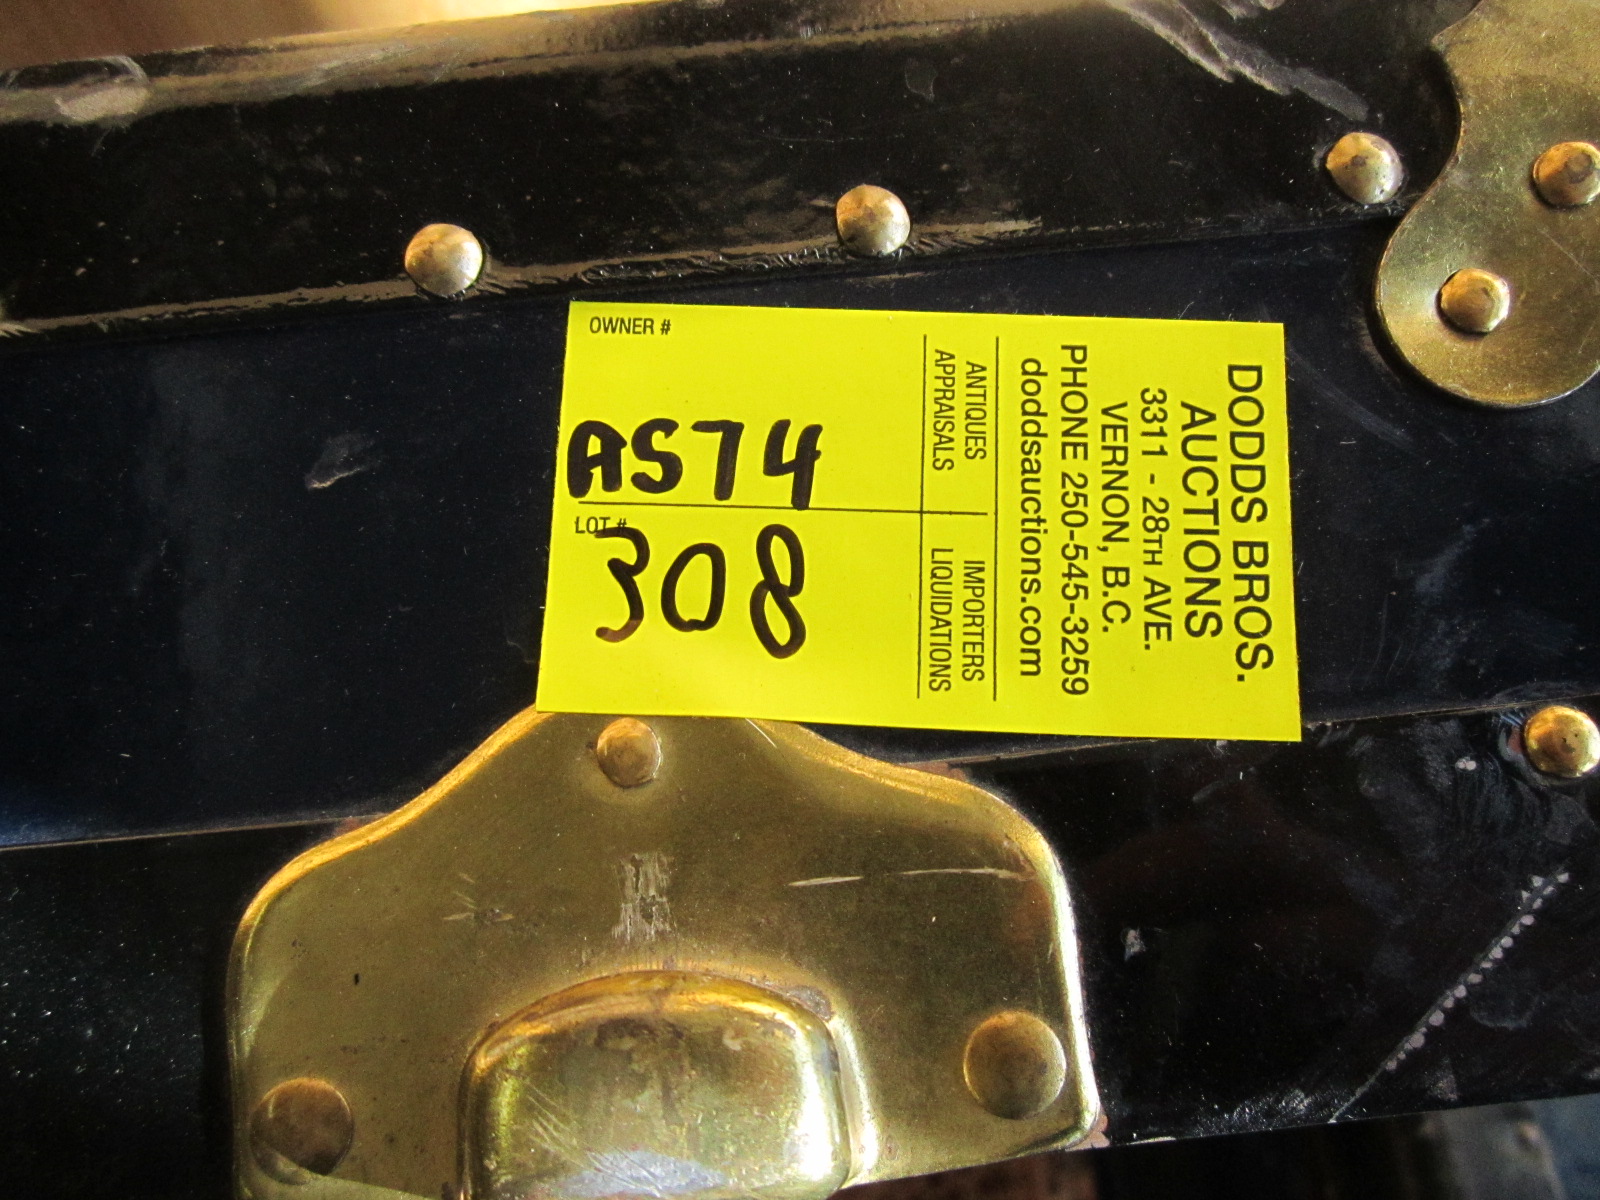 DODDS BROS.
AUCTIONS
3311 - 28TH AVE.
VERNON, B.C.
PHONE 250-545-3259
doddsauctions.com
ANTIQUES
APPRAISALS
IMPORTERS
LIQUIDATIONS
OWNER #
AS74
LOT #
308